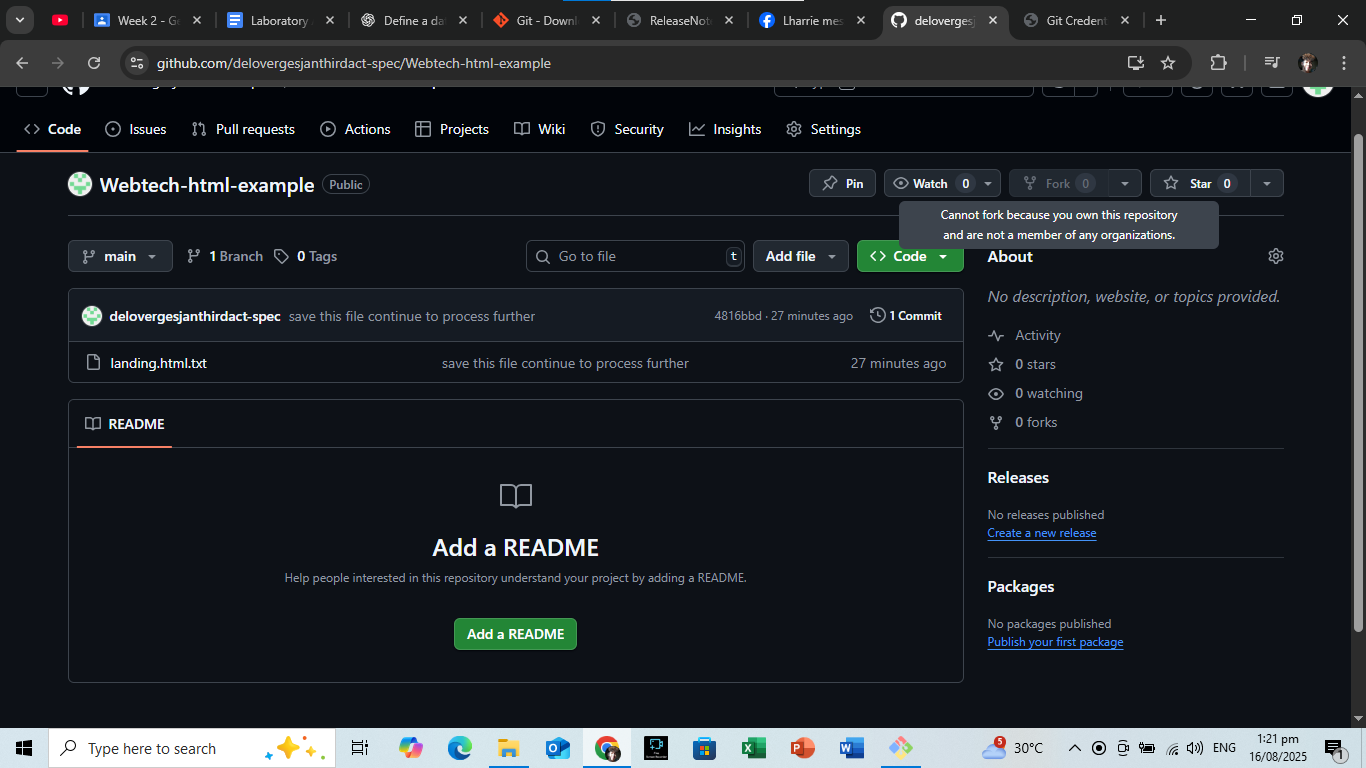 Week 2 - Ge
Laboratory
Define a dat
Git - Downl
ReleaseNote
Lharrie mes
delovergesj
Git Credent
github.com/delovergesjanthirdact-spec/Webtech-html-example
Code
Issues
Pull requests
Actions
Projects
Wiki
Security
Insights
Settings
Webtech-html-example
Public
Pin
Watch 0
Fork 0
Star 0
Cannot fork because you own this repository
and are not a member of any organizations.
main
1 Branch
0 Tags
Go to file
t
Add file
Code
About
No description, website, or topics provided.
delovergesjanthirdact-spec save this file continue to process further
4816bbd · 27 minutes ago
1 Commit
landing.html.txt
save this file continue to process further
27 minutes ago
Activity
0 stars
0 watching
0 forks
README
Add a README
Help people interested in this repository understand your project by adding a README.
Add a README
Releases
No releases published
Create a new release
Packages
No packages published
Publish your first package
Type here to search
5
30°C
ENG
1:21 pm
16/08/2025
1